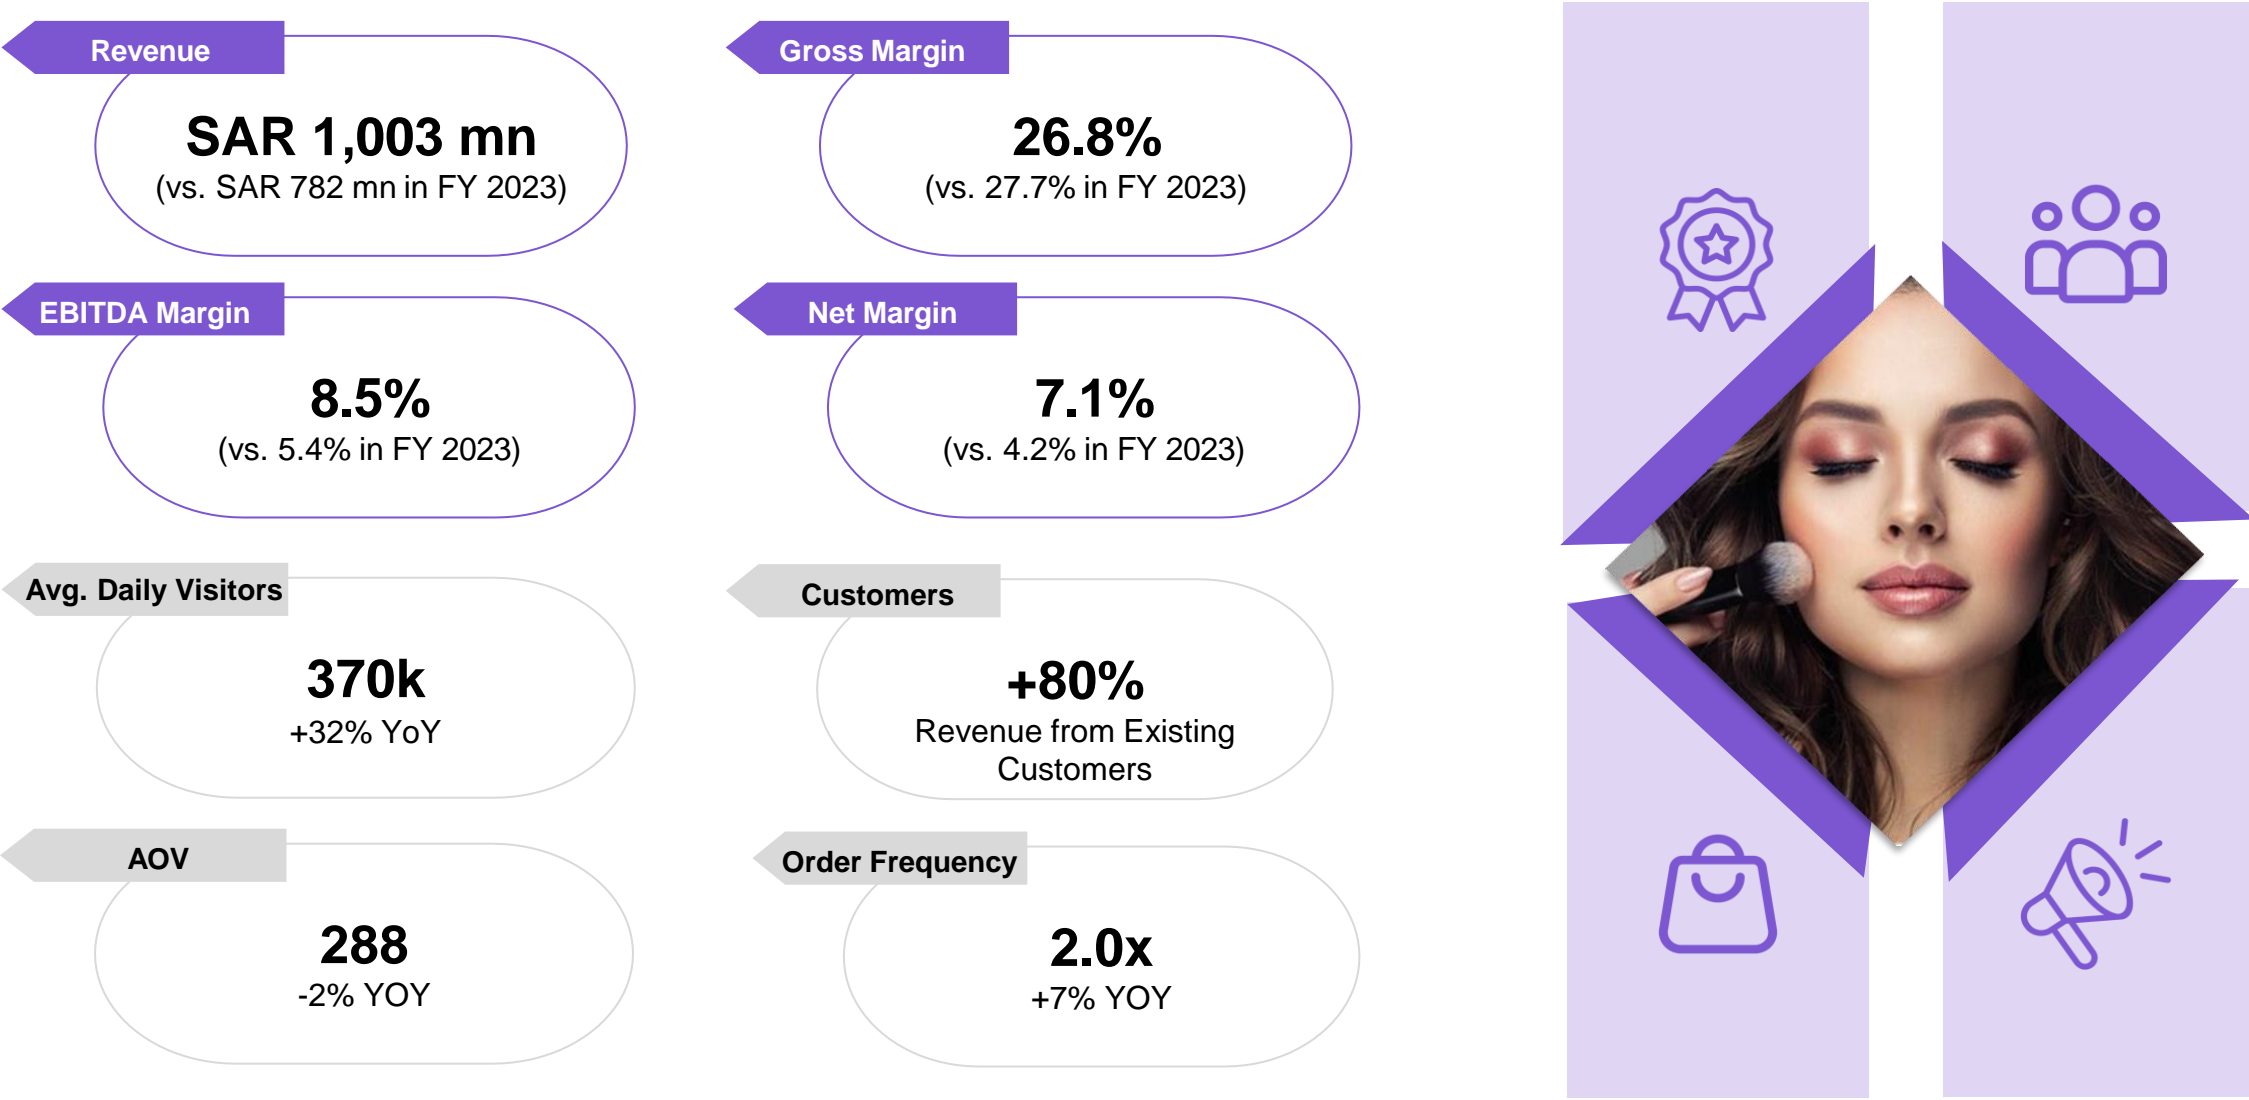 Revenue
SAR 1,003 mn
(vs. SAR 782 mn in FY 2023)
Gross Margin
26.8%
(vs. 27.7% in FY 2023)
EBITDA Margin
8.5%
(vs. 5.4% in FY 2023)
Net Margin
7.1%
(vs. 4.2% in FY 2023)
Avg. Daily Visitors
370k
+32% YoY
Customers
+80%
Revenue from Existing
Customers
AOV
288
-2% YOY
Order Frequency
2.0x
+7% YOY